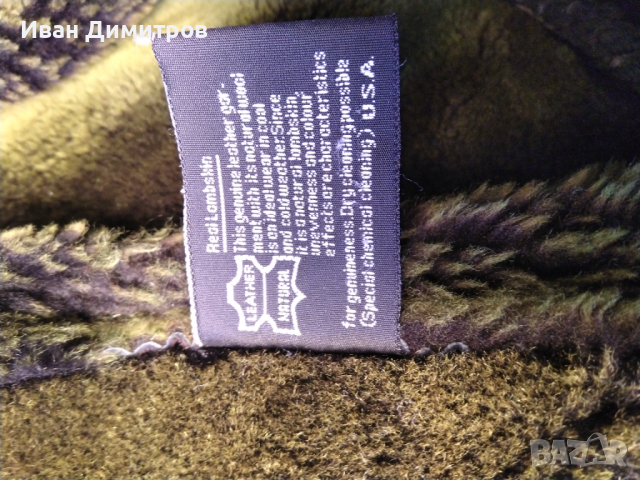 Иван Димитров
Real Lambskin
This genuine leather gar-
ment with its natural wool
is an ideal wear in cool
and cold weather. Since
it is a natural lambskin,
unevenness and colour
effects are characteristics
for genuineness. Dry cleaning possible
(Special chemical cleaning) U.S.A.
LEATHER
NATURAL
BAZAR